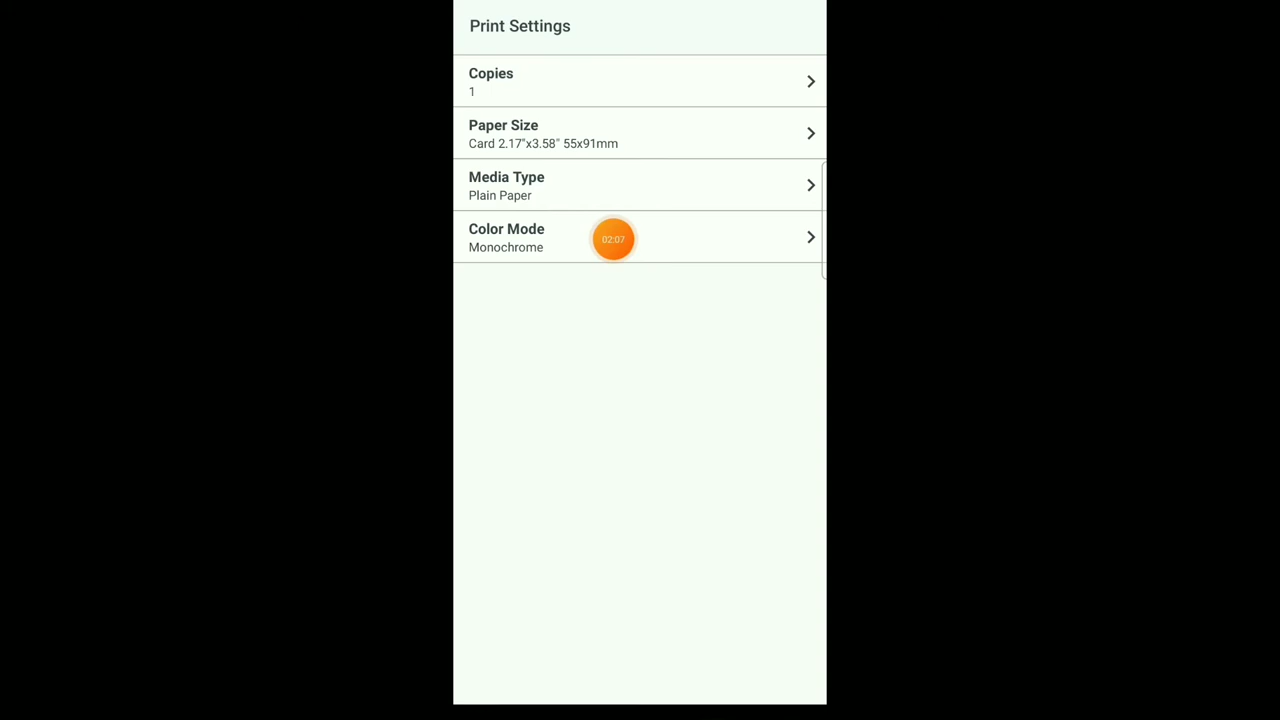 Print Settings
Copies
1
Paper Size
Card 2.17"x3.58" 55x91mm
Media Type
Plain Paper
Color Mode
Monochrome
02:07